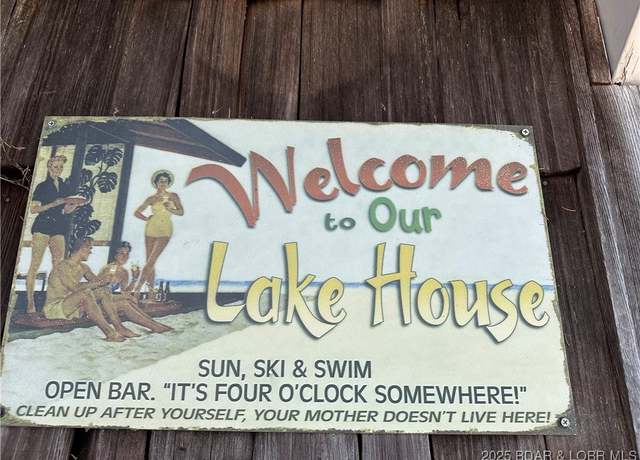 Welcome
to Our
Lake House
SUN, SKI & SWIM
OPEN BAR. "IT'S FOUR O'CLOCK SOMEWHERE!"
CLEAN UP AFTER YOURSELF, YOUR MOTHER DOESN'T LIVE HERE!
2025 BDAR & LOBR MLS